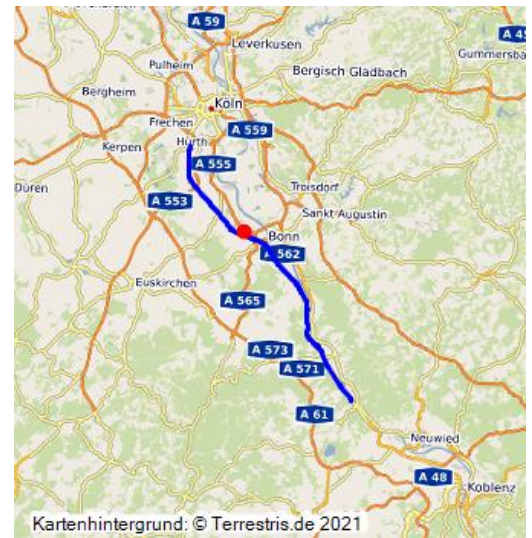 A 59
Leverkusen
A 45
Pulheim
Gummersba
Bergheim
Bergisch Gladbach
Köln
Frechen
A 559
Kerpen
Hürth
A 555
Düren
Troisdorf
A 553
Sankt Augustin
Bonn
A 562
Euskirchen
A 565
A 573
A 571
A 61
Neuwied
A 48
Koblenz
Kartenhintergrund: © Terrestris.de 2021